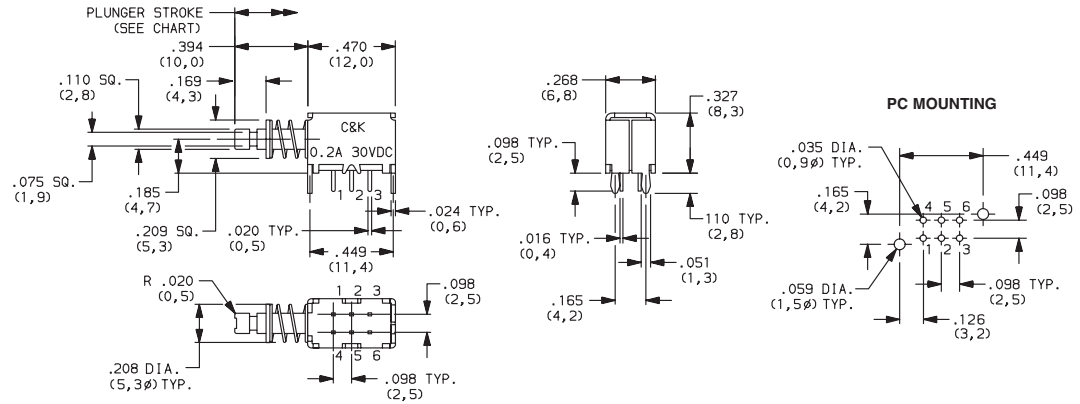 PLUNGER STROKE
(SEE CHART)
.394
(10,0)
.470
(12,0)
.110 SQ.
(2,8)
.169
(4,3)
C&K
0.2A 30VDC
1 2 3
.075 SQ.
(1,9)
.185
(4,7)
.209 SQ.
(5,3)
.020 TYP.
(0,5)
.024 TYP.
(0,6)
.449
(11,4)
R .020
(0,5)
1 2 3
.098
(2,5)
4 5 6
.208 DIA.
(5,3ø) TYP.
.098 TYP.
(2,5)
.268
(6,8)
.327
(8,3)
.098 TYP.
(2,5)
.110 TYP.
(2,8)
.016 TYP.
(0,4)
.051
(1,3)
.165
(4,2)
PC MOUNTING
.035 DIA.
(0,9ø) TYP.
.449
(11,4)
.165
(4,2)
4 5 6
.098
(2,5)
1 2 3
.059 DIA.
(1,5ø) TYP.
.098 TYP.
(2,5)
.126
(3,2)